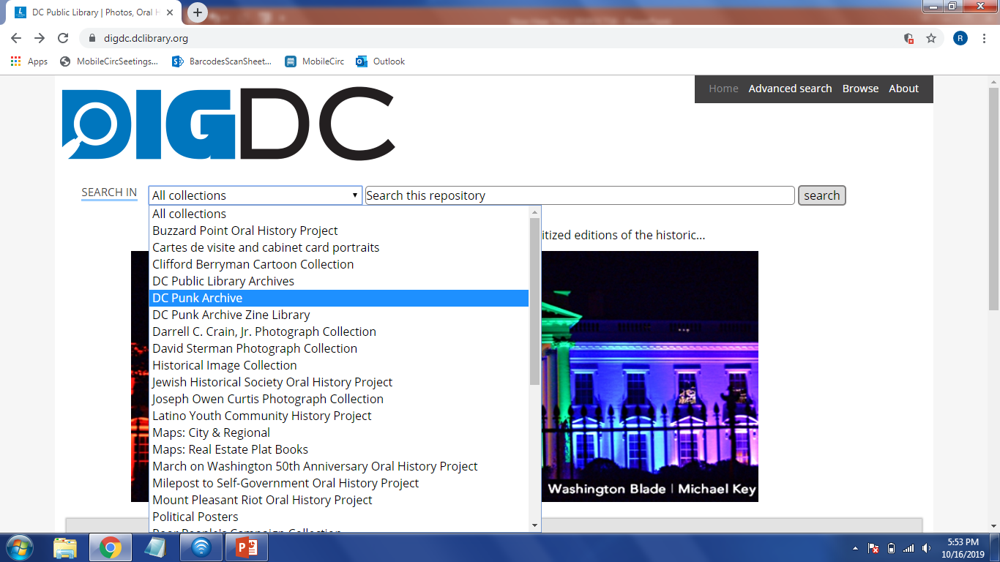 DC Public Library | Photos, Oral H
digdc.dclibrary.org
R
Apps
MobileCircSeetings...
BarcodesScanSheet...
MobileCirc
Outlook
Home
Advanced search
Browse
About
DIGDC
SEARCH IN
All collections
Search this repository
search
All collections
Buzzard Point Oral History Project
Cartes de visite and cabinet card portraits
Clifford Berryman Cartoon Collection
DC Public Library Archives
DC Punk Archive
DC Punk Archive Zine Library
Darrell C. Crain, Jr. Photograph Collection
David Sterman Photograph Collection
Historical Image Collection
Jewish Historical Society Oral History Project
Joseph Owen Curtis Photograph Collection
Latino Youth Community History Project
Maps: City & Regional
Maps: Real Estate Plat Books
March on Washington 50th Anniversary Oral History Project
Milepost to Self-Government Oral History Project
Mount Pleasant Riot Oral History Project
Political Posters
Poor People's Campaign Collection
itized editions of the historic...
Washington Blade | Michael Key
5:53 PM
10/16/2019